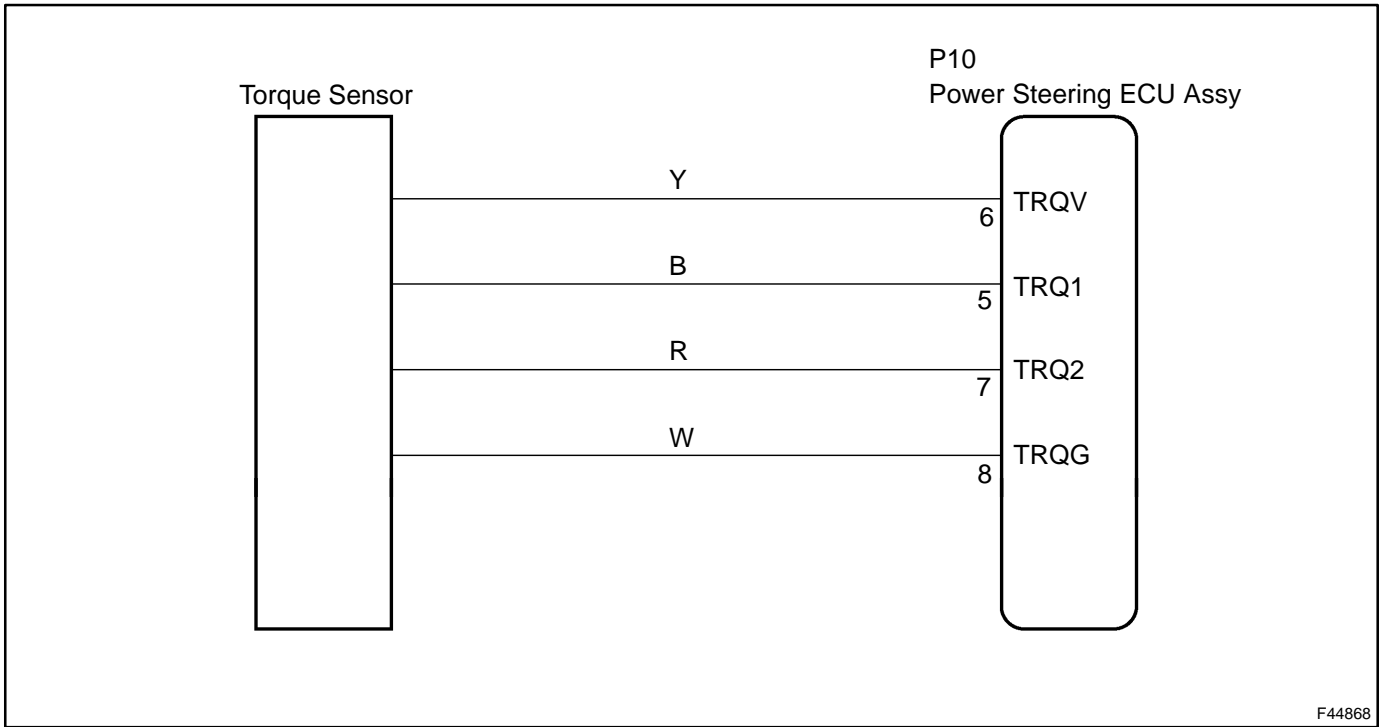 P10
Torque Sensor
Power Steering ECU Assy
Y
6
TRQV
B
5
TRQ1
R
7
TRQ2
W
8
TRQG
F44868